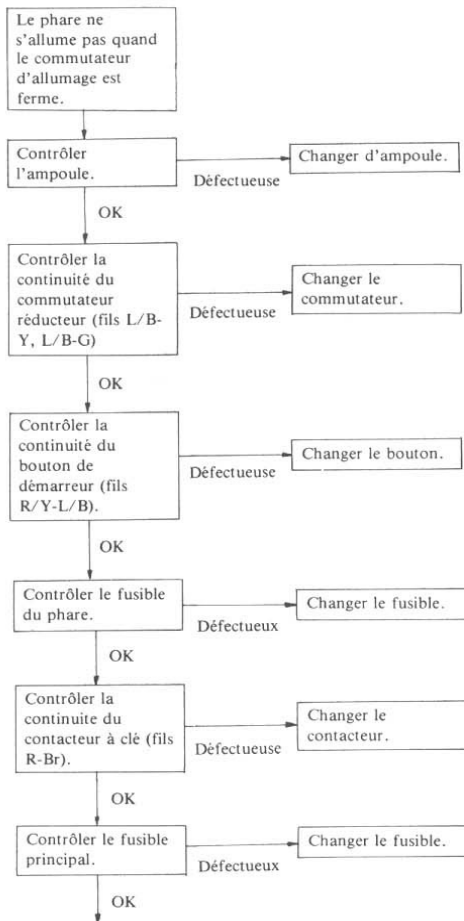 Le phare ne
s'allume pas quand
le commutateur
d'allumage est
ferme.
Contrôler
l'ampoule.
Dèfectueuse
Changer d'ampoule.
OK
Contrôler la
continuité du
commutateur
réducteur (fils L/B-
Y, L/B-G)
Défectueuse
Changer le
commutateur.
OK
Contrôler la
continuité du
bouton de
démarreur (fils
R/Y-L/B).
Défectueuse
Changer le bouton.
OK
Contrôler le fusible
du phare.
Défectueux
Changer le fusible.
OK
Contrôler la
continuite du
contacteur à clé (fils
R-Br).
Défectueuse
Changer le
contacteur.
OK
Contrôler le fusible
principal.
Défectueux
Changer le fusible.
OK